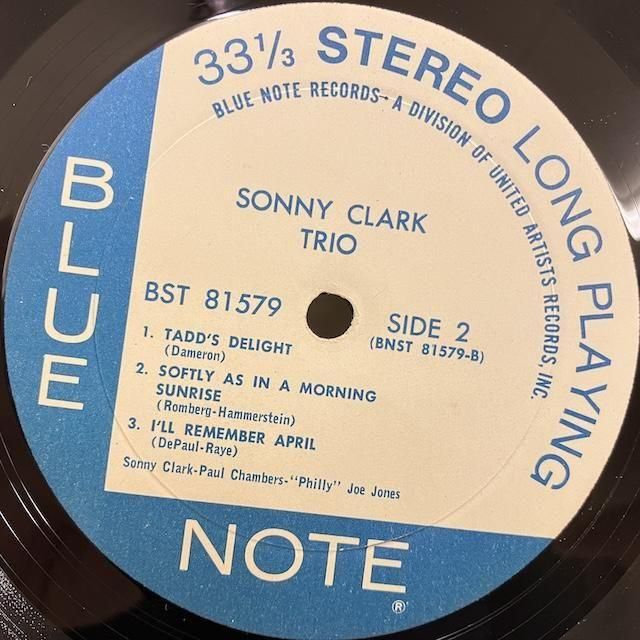 33⅓ STEREO LONG PLAYING
BLUE NOTE RECORDS-A DIVISION OF UNITED ARTISTS RECORDS, INC.
SONNY CLARK
TRIO
BST 81579
SIDE 2
(BNST 81579-B)
1. TADD'S DELIGHT
(Dameron)
2. SOFTLY AS IN A MORNING
SUNRISE
(Romberg-Hammerstein)
3. I'LL REMEMBER APRIL
(DePaul-Raye)
Sonny Clark-Paul Chambers-"Philly" Joe Jones
BLUE
NOTE
®